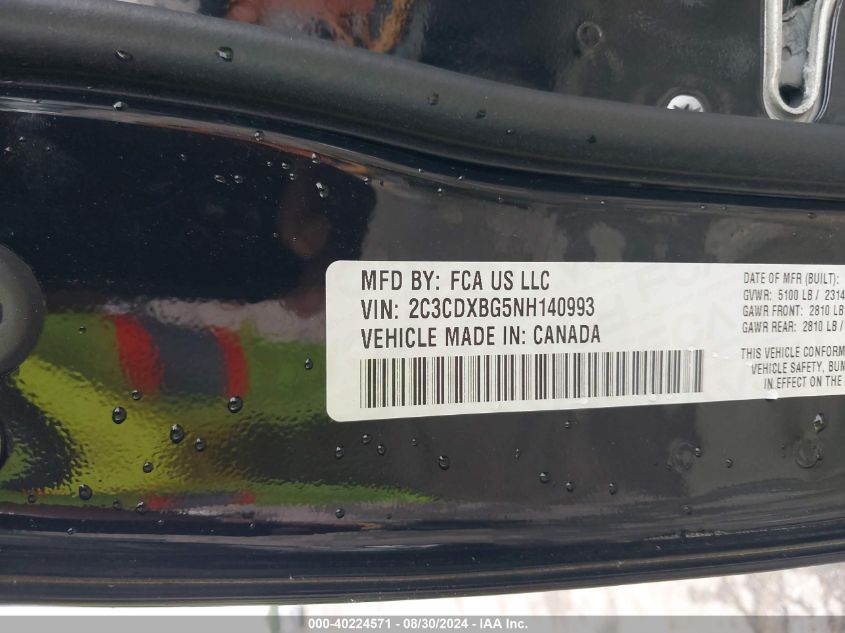 MFD BY: FCA US LLC
VIN: 2C3CDXBG5NH140993
VEHICLE MADE IN: CANADA
DATE OF MFR (BUILT):
GVWR: 5100 LB / 2314
GAWR FRONT: 2810 LB
GAWR REAR: 2810 LB /
THIS VEHICLE CONFORM
VEHICLE SAFETY, BUM
IN EFFECT ON THE
000-40224571 - 08/30/2024 - IAA Inc.